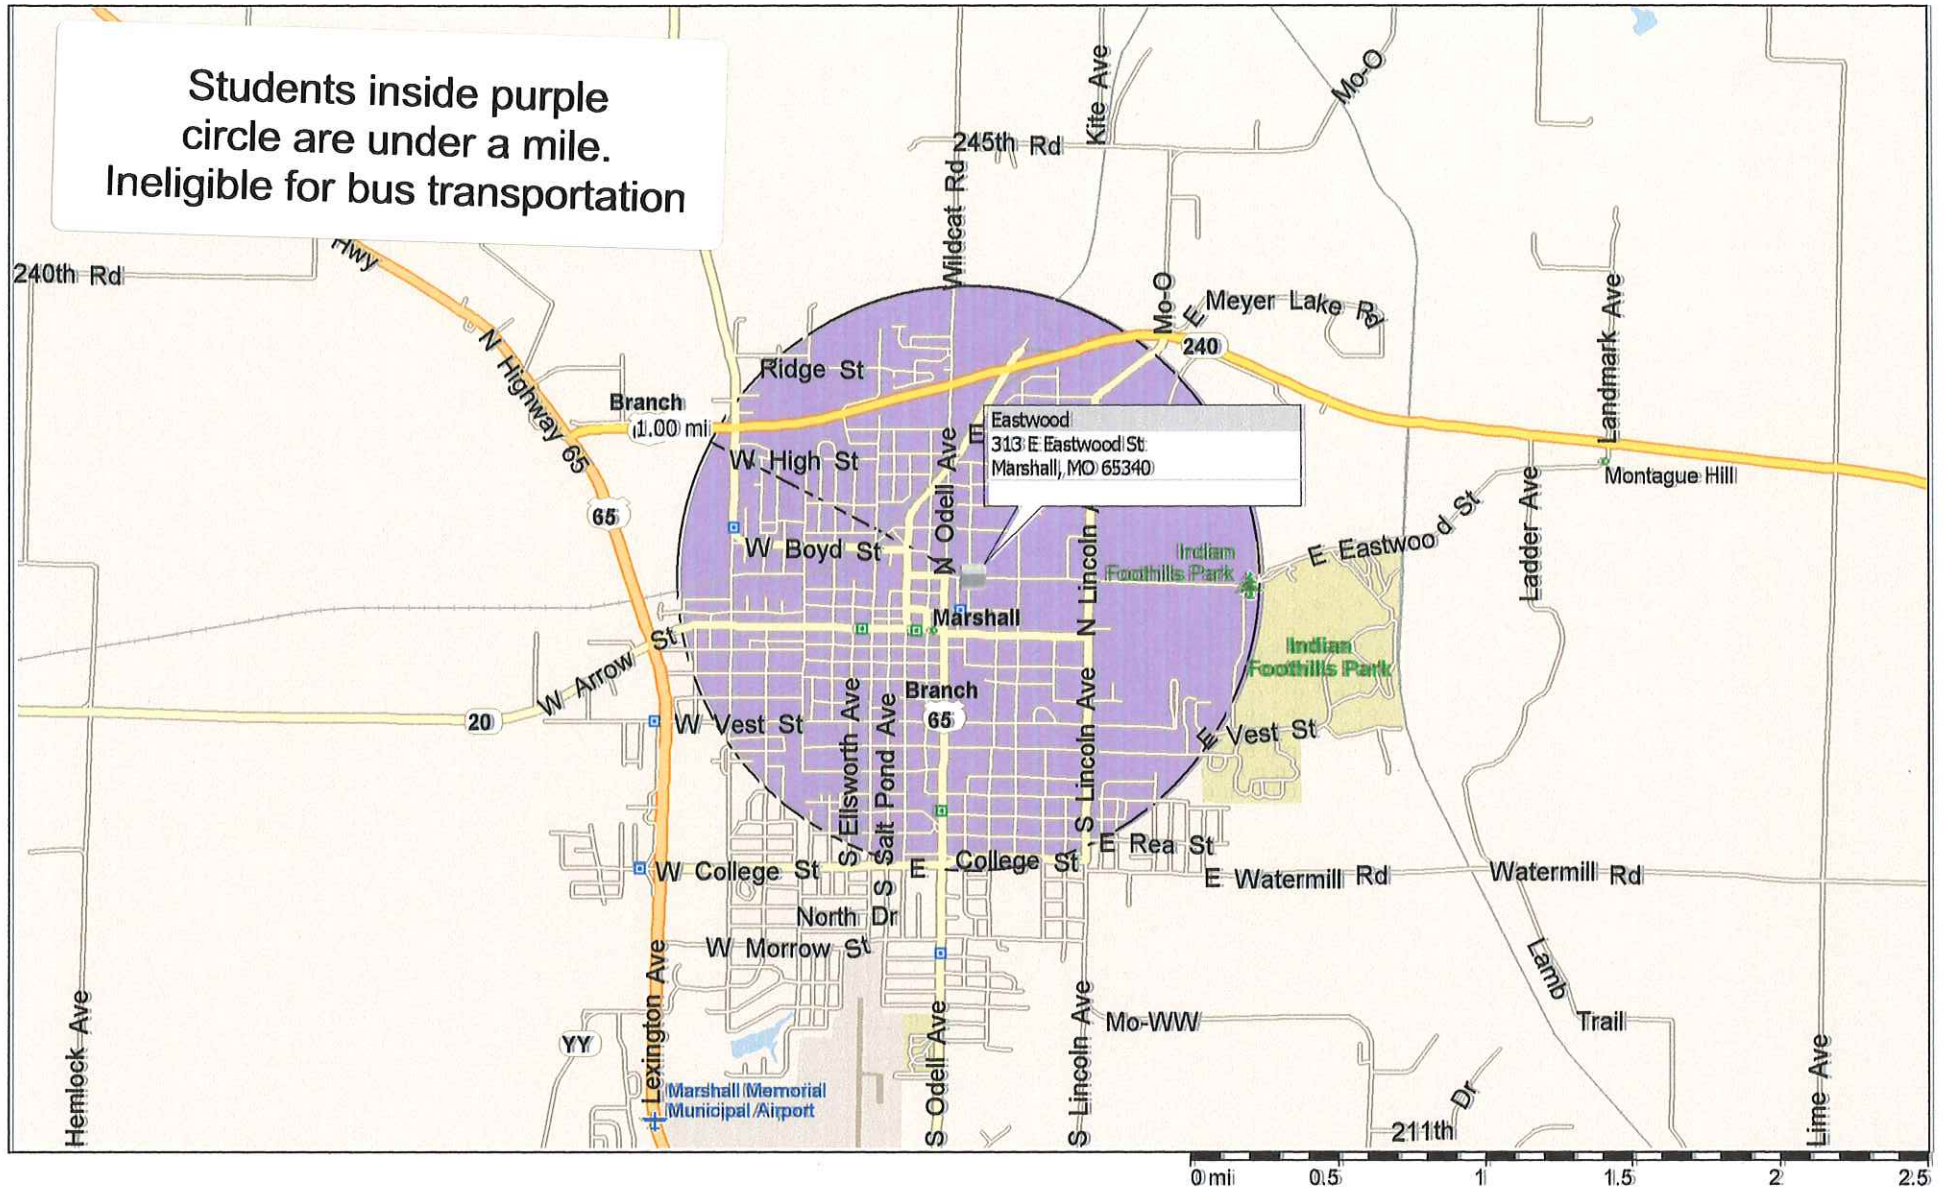 Students inside purple
circle are under a mile.
Ineligible for bus transportation
Mo-O
Kite Ave
245th Rd
Wildcat Rd
Hwy
240th Rd
Mo-O
E Meyer Lake
240
Landmark Ave
N Highway 65
Ridge St
Branch
1.00 mi
Eastwood
313 E Eastwood St
Marshall, MO 65340
W High St
N Odell Ave
E
Montague Hill
65
E Eastwood St
Ladder Ave
W Boyd St
N Lincoln
Indian
Foothills Park
Marshall
W Arrow St
Indian
Foothills Park
Branch
65
20
W Vest St
S Ellsworth Ave
S Salt Pond Ave
S Lincoln Ave
E Vest St
E Rea St
W College St
E College St
E Watermill Rd
Watermill Rd
North Dr
W Morrow St
Lexington Ave
Lamb Trail
Hemlock Ave
YY
S Odell Ave
S Lincoln Ave
Mo-WW
Lime Ave
Marshall Memorial
Municipal Airport
211th Dr
0 mi 0.5 1 1.5 2 2.5